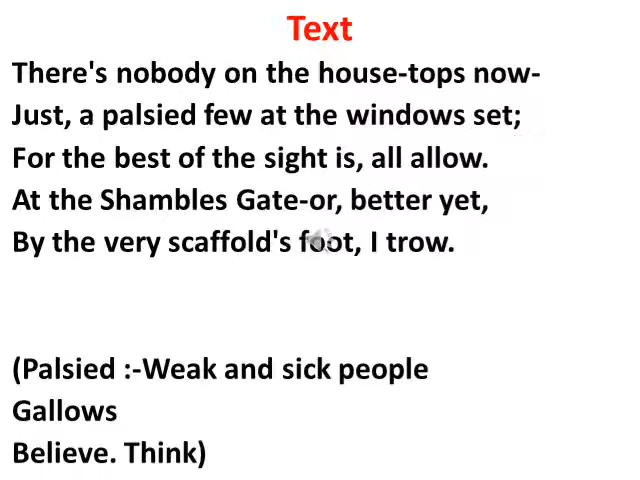 Text
There's nobody on the house-tops now-
Just, a palsied few at the windows set;
For the best of the sight is, all allow.
At the Shambles Gate-or, better yet,
By the very scaffold's foot, I trow.
(Palsied :-Weak and sick people
Gallows
Believe. Think)